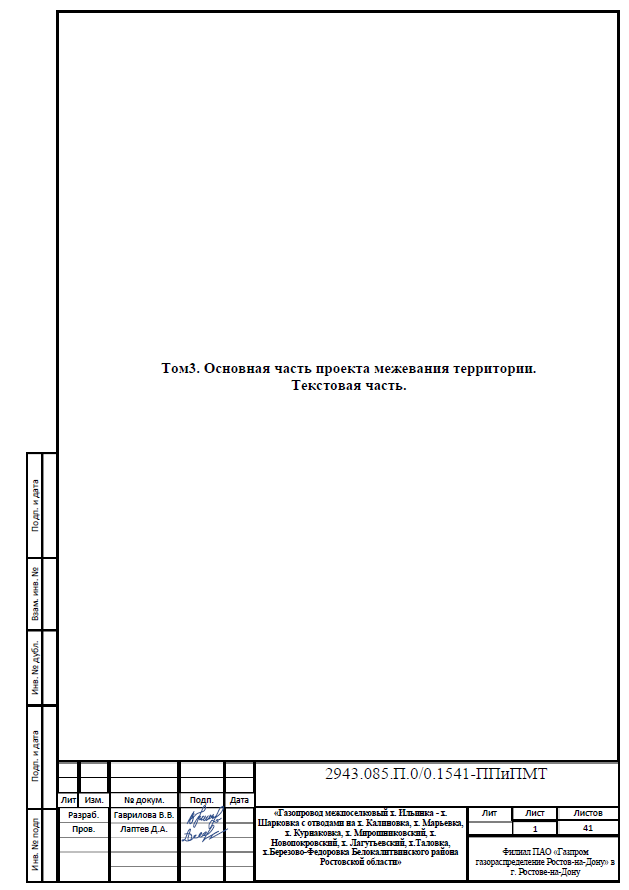 Том3. Основная часть проекта межевания территории.
Текстовая часть.
Подп. и дата
Взам. инв. №
Инв. № дубл.
Подп. и дата
Инв. № подп
2943.085.П.0/0.1541-ППиПМТ
Лит Изм. № докум. Подп. Дата
Разраб. Гаврилова В.В.
Пров. Лаптев Д.А.
«Газопровод межпоселковый х. Ильинка - х.
Шарковка с отводами на х. Калиновка, х. Марьевка,
х. Курнаковка, х. Мирошниковский, х.
Новопокровский, х. Лагутьевский, х.Таловка,
х.Березово-Федоровка Белокалитвинского района
Ростовской области»
Лит Лист Листов
1 41
Филиал ПАО «Газпром
газораспределение Ростов-на-Дону» в
г. Ростове-на-Дону